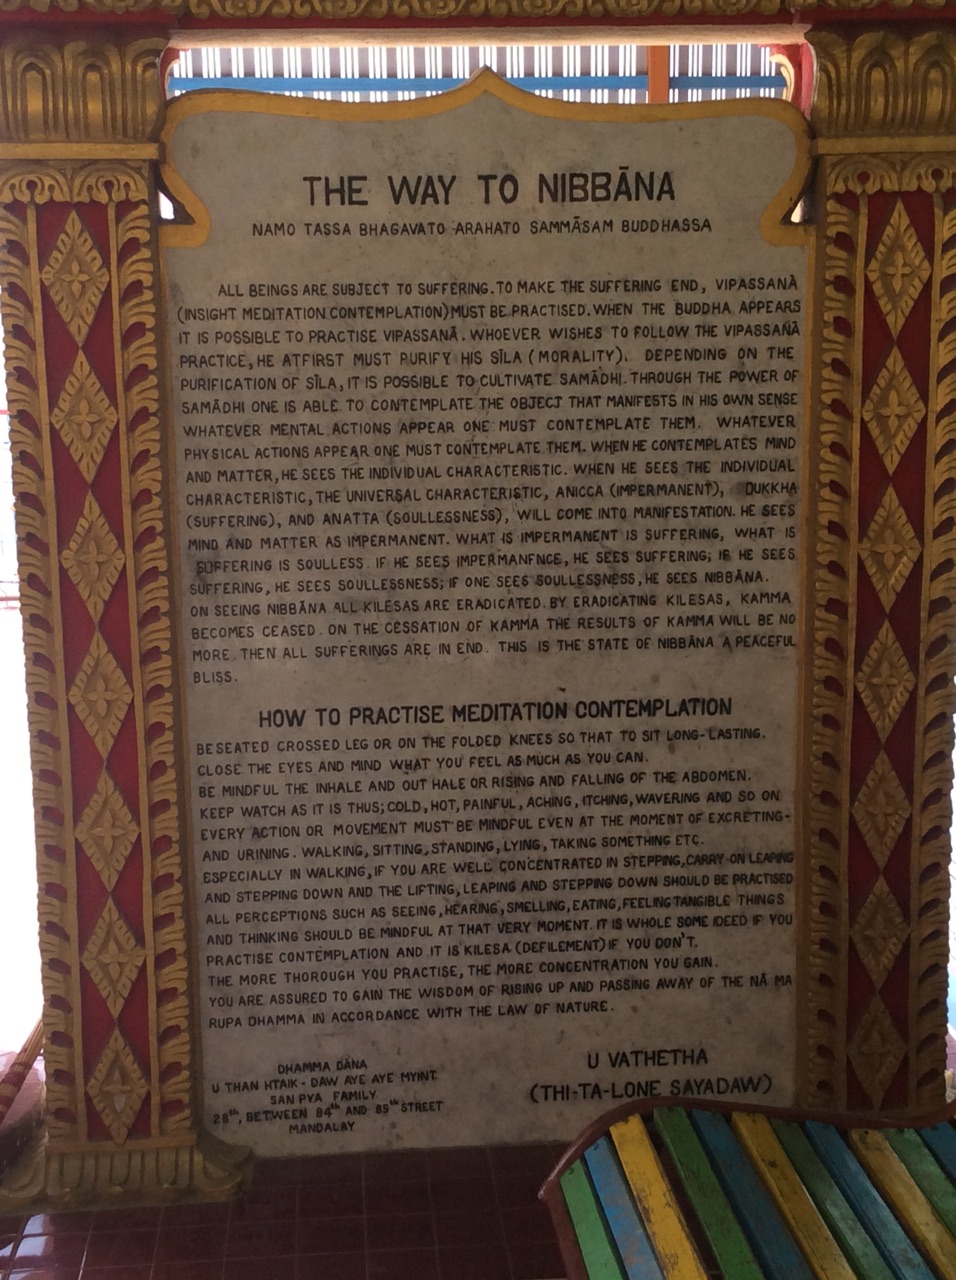 THE WAY TO NIBBĀNA
NAMO TASSA BHAGAVATO ARAHATO SAMMĀSAM BUDDHASSA
ALL BEINGS ARE SUBJECT TO SUFFERING. TO MAKE THE SUFFERING END, VIPASSANĀ
(INSIGHT MEDITATION CONTEMPLATION) MUST BE PRACTISED. WHEN THE BUDDHA APPEARS
IT IS POSSIBLE TO PRACTISE VIPASSANĀ. WHOEVER WISHES TO FOLLOW THE VIPASSAÑĀ
PRACTICE, HE ATFIRST MUST PURIFY HIS SĪLA (MORALITY). DEPENDING ON THE
PURIFICATION OF SĪLA, IT IS POSSIBLE TO CULTIVATE SAMĀDHI. THROUGH THE POWER OF
SAMĀDHI ONE IS ABLE TO CONTEMPLATE THE OBJECT THAT MANIFESTS IN HIS OWN SENSE
WHATEVER MENTAL ACTIONS APPEAR ONE MUST CONTEMPLATE THEM. WHATEVER
PHYSICAL ACTIONS APPEAR ONE MUST CONTEMPLATE THEM. WHEN HE CONTEMPLATES MIND
AND MATTER, HE SEES THE INDIVIDUAL CHARACTERISTIC. WHEN HE SEES THE INDIVIDUAL
CHARACTERISTIC, THE UNIVERSAL CHARACTERISTIC, ANICCA (IMPERMANENT), DUKKHA
(SUFFERING), AND ANATTA (SOULLESSNESS), WILL COME INTO MANIFESTATION. HE SEES
MIND AND MATTER AS IMPERMANENT. WHAT IS IMPERMANENT IS SUFFERING, WHAT IS
SUFFERING IS SOULLESS. IF HE SEES IMPERMANFNCE, HE SEES SUFFERING; IF HE SEES
SUFFERING, HE SEES SOULLESSNESS; IF ONE SEES SOULLESSNESS, HE SEES NIBBĀNA.
ON SEEING NIBBĀNA ALL KILESAS ARE ERADICATED. BY ERADICATING KILESAS, KAMMA
BECOMES CEASED. ON THE CESSATION OF KAMMA THE RESULTS OF KAMMA WILL BE NO
MORE. THEN ALL SUFFERINGS ARE IN END. THIS IS THE STATE OF NIBBĀNA A PEACEFUL
BLISS.
HOW TO PRACTISE MEDITATION CONTEMPLATION
BE SEATED CROSSED LEG OR ON THE FOLDED KNEES SO THAT TO SIT LONG-LASTING.
CLOSE THE EYES AND MIND WHAT YOU FEEL AS MUCH AS YOU CAN.
BE MINDFUL THE INHALE AND OUT HALE OR RISING AND FALLING OF THE ABDOMEN.
KEEP WATCH AS IT IS THUS; COLD, HOT, PAINFUL, ACHING, ITCHING, WAVERING AND SO ON
EVERY ACTION OR MOVEMENT MUST BE MINDFUL EVEN AT THE MOMENT OF EXCRETING-
AND URINING. WALKING, SITTING, STANDING, LYING, TAKING SOMETHING ETC.
ESPECIALLY IN WALKING, IF YOU ARE WELL CONCENTRATED IN STEPPING, CARRY ON LEAPING
AND STEPPING DOWN AND THE LIFTING, LEAPING AND STEPPING DOWN SHOULD BE PRACTISED
ALL PERCEPTIONS SUCH AS SEEING, HEARING, SMELLING, EATING, FEELING TANGIBLE THINGS
AND THINKING SHOULD BE MINDFUL AT THAT VERY MOMENT. IT IS WHOLE SOME IDEED IF YOU
PRACTISE CONTEMPLATION AND IT IS KILESA (DEFILEMENT) IF YOU DON'T.
THE MORE THOROUGH YOU PRACTISE, THE MORE CONCENTRATION YOU GAIN.
YOU ARE ASSURED TO GAIN THE WISDOM OF RISING UP AND PASSING AWAY OF THE NĀ MA
RUPA DHAMMA IN ACCORDANCE WITH THE LAW OF NATURE.
DHAMMA DĀNA
U THAN HTAIK - DAW AYE AYE MYINT
SAN PYA FAMILY
28th, BETWEEN 84th AND 85th STREET
MANDALAY
U VATHETHA
(THI-TA-LONE SAYADAW)